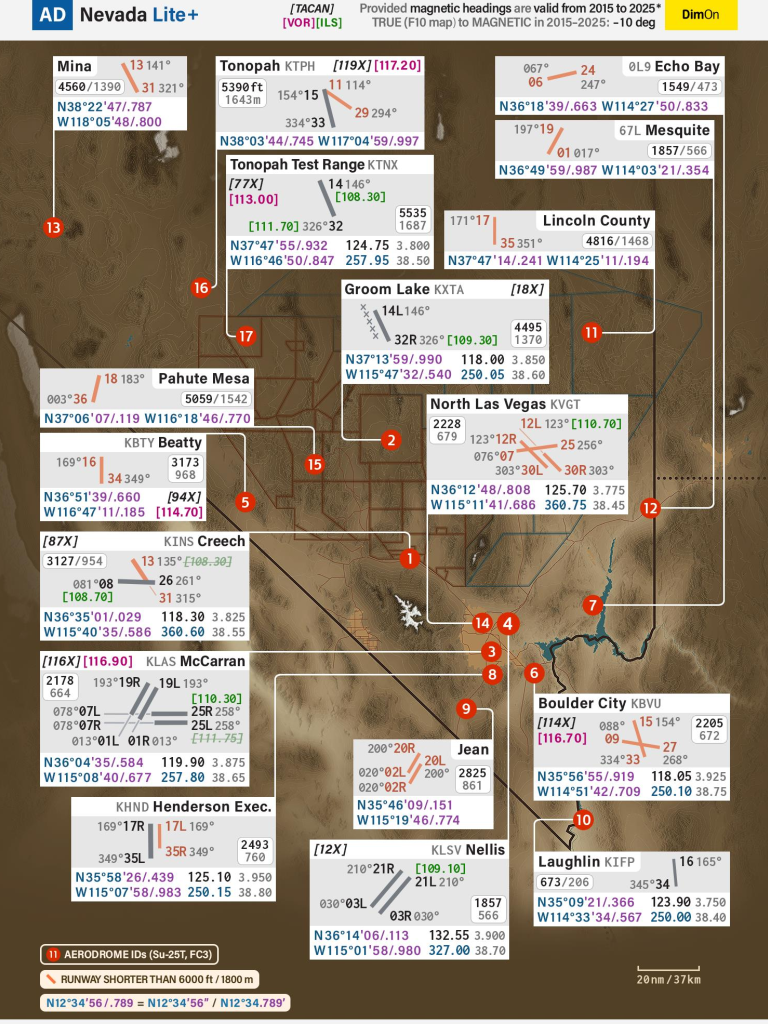 AD Nevada Lite+
[TACAN]
[VOR][ILS]
Provided magnetic headings are valid from 2015 to 2025*
TRUE (F10 map) to MAGNETIC in 2015–2025: –10 deg
DimOn
Mina
13 141°
4560/1390
31 321°
N38°22'47/.787
W118°05'48/.800
Tonopah KTPH [119X] [117.20]
5390ft
1643m
11 114°
154°15
29 294°
334°33
N38°03'44/.745 W117°04'59/.997
0L9 Echo Bay
067°
06
24
247°
1549/473
N36°18'39/.663 W114°27'50/.833
67L Mesquite
197°19
01 017°
1857/566
N36°49'59/.987 W114°03'21/.354
Tonopah Test Range KTNX
[77X]
[113.00]
14 146°
[108.30]
[111.70] 326°32
5535
1687
N37°47'55/.932 124.75 3.800
W116°46'50/.847 257.95 38.50
Lincoln County
171°17
35 351°
4816/1468
N37°47'14/.241 W114°25'11/.194
Groom Lake KXTA [18X]
14L 146°
32R 326° [109.30]
4495
1370
N37°13'59/.990 118.00 3.850
W115°47'32/.540 250.05 38.60
Pahute Mesa
18 183°
003°36
5059/1542
N37°06'07/.119 W116°18'46/.770
North Las Vegas KVGT
2228
679
12L 123° [110.70]
123°12R
25 256°
076°07
303°30L
30R 303°
N36°12'48/.808 125.70 3.775
W115°11'41/.686 360.75 38.45
KBTY Beatty
169°16
34 349°
3173
968
N36°51'39/.660 [94X]
W116°47'11/.185 [114.70]
[87X] KINS Creech
3127/954
13 135° [108.30]
081°08
26 261°
[108.70]
31 315°
N36°35'01/.029 118.30 3.825
W115°40'35/.586 360.60 38.55
[116X] [116.90] KLAS McCarran
2178
664
193°19R
19L 193°
[110.30]
078°07L
25R 258°
078°07R
25L 258°
013°01L
01R 013°
[111.75]
N36°04'35/.584 119.90 3.875
W115°08'40/.677 257.80 38.65
Boulder City KBVU
[114X]
[116.70]
088°
09
15 154°
27
268°
334°33
2205
672
N35°56'55/.919 118.05 3.925
W114°51'42/.709 250.10 38.75
Jean
200°20R
20L
200°
020°02L
020°02R
2825
861
N35°46'09/.151
W115°19'46/.774
KHND Henderson Exec.
169°17R
17L 169°
349°35L
35R 349°
2493
760
N35°58'26/.439 125.10 3.950
W115°07'58/.983 250.15 38.80
[12X] KLSV Nellis
210°21R
[109.10]
21L 210°
030°03L
03R 030°
1857
566
N36°14'06/.113 132.55 3.900
W115°01'58/.980 327.00 38.70
Laughlin KIFP
16 165°
673/206
345°34
N35°09'21/.366 123.90 3.750
W114°33'34/.567 250.00 38.40
13
16
17
11
2
15
5
12
1
7
14
4
3
8
6
9
10
11 AERODROME IDs (Su-25T, FC3)
RUNWAY SHORTER THAN 6000 ft / 1800 m
N12°34'56/.789 = N12°34'56" / N12°34.789'
20nm/37km